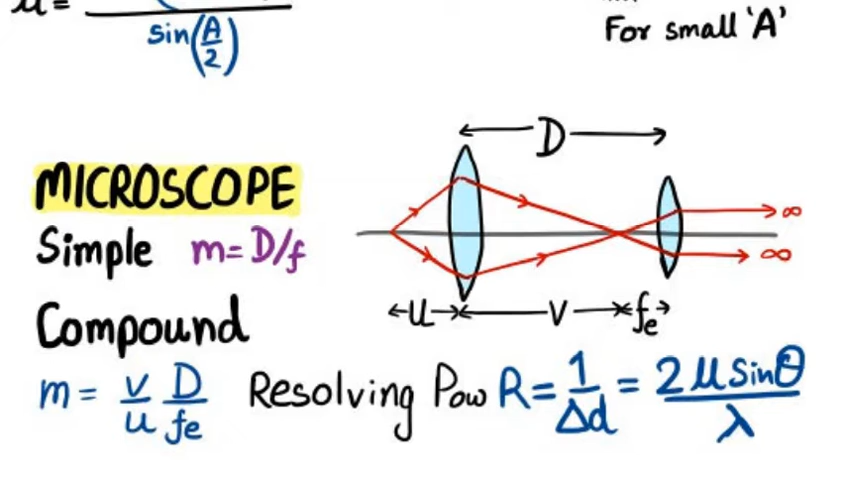 μ =
sin(A/2)
For small 'A'
D
MICROSCOPE
∞
Simple m= D/f
∞
u v fe
Compound
m = v/u D/fe Resolving Pow R = 1/Δd = 2μsinθ/λ